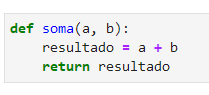 def soma(a, b):
    resultado = a + b
    return resultado